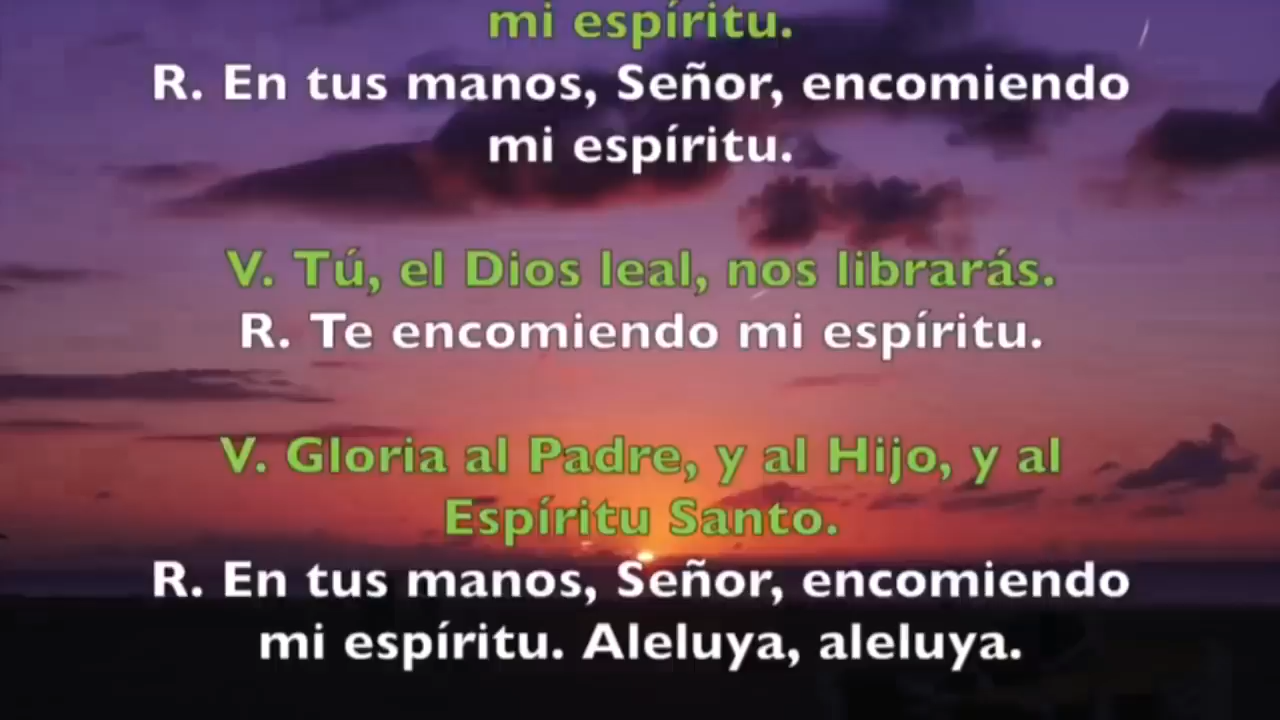 mi espíritu.
R. En tus manos, Señor, encomiendo
mi espíritu.
V. Tú, el Dios leal, nos librarás.
R. Te encomiendo mi espíritu.
V. Gloria al Padre, y al Hijo, y al
Espíritu Santo.
R. En tus manos, Señor, encomiendo
mi espíritu. Aleluya, aleluya.